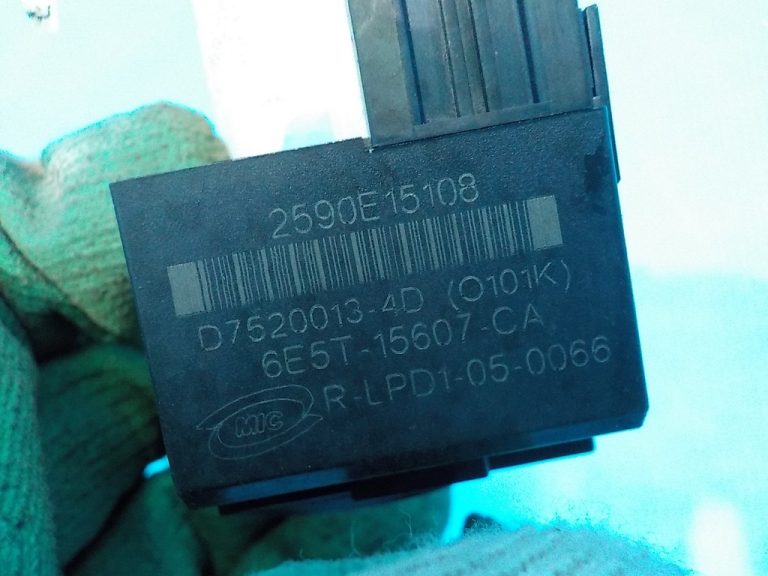 2590E15108
D7520013-4D (O101K)
6E5T-15607-CA
R-LPD1-05-0066
MIC